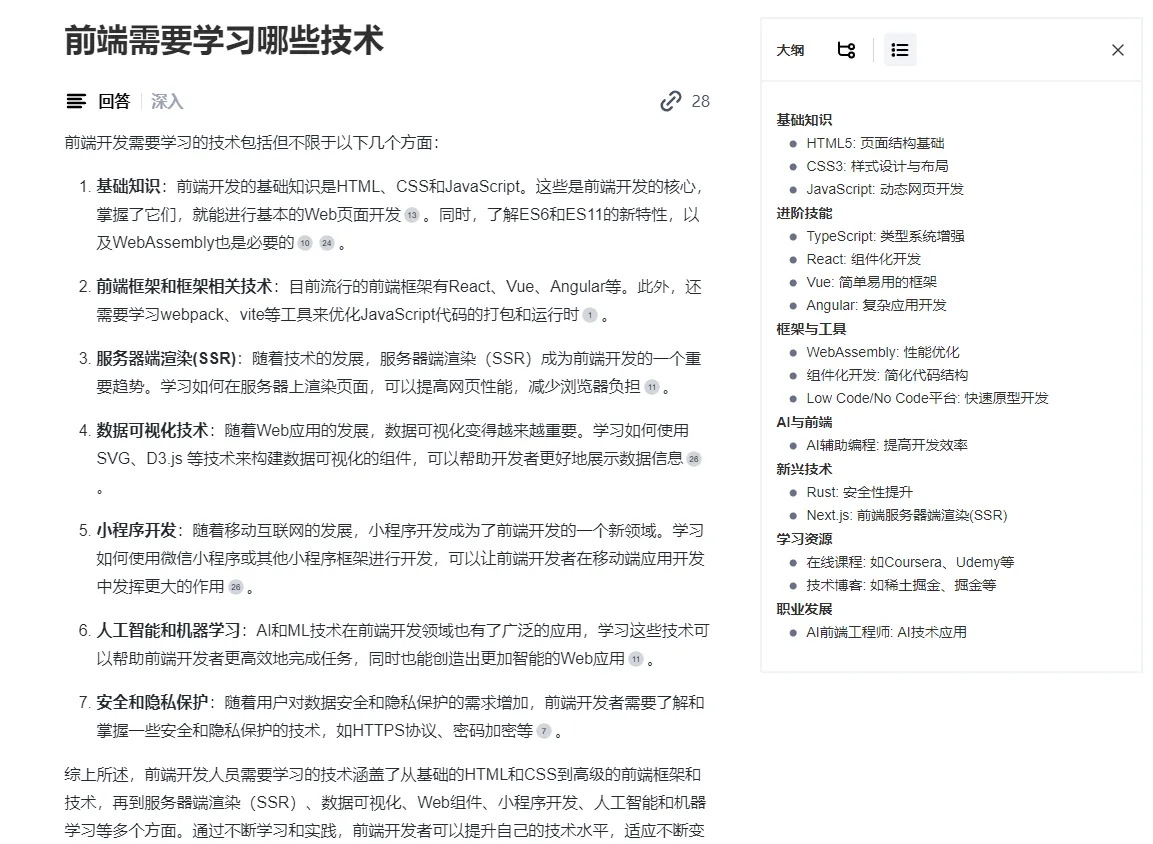 前端需要学习哪些技术
回答 深入 28
前端开发需要学习的技术包括但不限于以下几个方面：
1. 基础知识：前端开发的基础知识是HTML、CSS和JavaScript。这些是前端开发的核心，
掌握了它们，就能进行基本的Web页面开发 13 。同时，了解ES6和ES11的新特性，以
及WebAssembly也是必要的 10 24 。
2. 前端框架和框架相关技术：目前流行的前端框架有React、Vue、Angular等。此外，还
需要学习webpack、vite等工具来优化JavaScript代码的打包和运行时 1 。
3. 服务器端渲染(SSR)：随着技术的发展，服务器端渲染（SSR）成为前端开发的一个重
要趋势。学习如何在服务器上渲染页面，可以提高网页性能，减少浏览器负担 11 。
4. 数据可视化技术：随着Web应用的发展，数据可视化变得越来越重要。学习如何使用
SVG、D3.js 等技术来构建数据可视化的组件，可以帮助开发者更好地展示数据信息 26
。
5. 小程序开发：随着移动互联网的发展，小程序开发成为了前端开发的一个新领域。学习
如何使用微信小程序或其他小程序框架进行开发，可以让前端开发者在移动端应用开发
中发挥更大的作用 26 。
6. 人工智能和机器学习：AI和ML技术在前端开发领域也有了广泛的应用，学习这些技术可
以帮助前端开发者更高效地完成任务，同时也能创造出更加智能的Web应用 11 。
7. 安全和隐私保护：随着用户对数据安全和隐私保护的需求增加，前端开发者需要了解和
掌握一些安全和隐私保护的技术，如HTTPS协议、密码加密等 7 。
综上所述，前端开发人员需要学习的技术涵盖了从基础的HTML和CSS到高级的前端框架和
技术，再到服务器端渲染（SSR）、数据可视化、Web组件、小程序开发、人工智能和机器
学习等多个方面。通过不断学习和实践，前端开发者可以提升自己的技术水平，适应不断变
大纲
基础知识
HTML5: 页面结构基础
CSS3: 样式设计与布局
JavaScript: 动态网页开发
进阶技能
TypeScript: 类型系统增强
React: 组件化开发
Vue: 简单易用的框架
Angular: 复杂应用开发
框架与工具
WebAssembly: 性能优化
组件化开发: 简化代码结构
Low Code/No Code平台: 快速原型开发
AI与前端
AI辅助编程: 提高开发效率
新兴技术
Rust: 安全性提升
Next.js: 前端服务器端渲染(SSR)
学习资源
在线课程: 如Coursera、Udemy等
技术博客: 如稀土掘金、掘金等
职业发展
AI前端工程师: AI技术应用